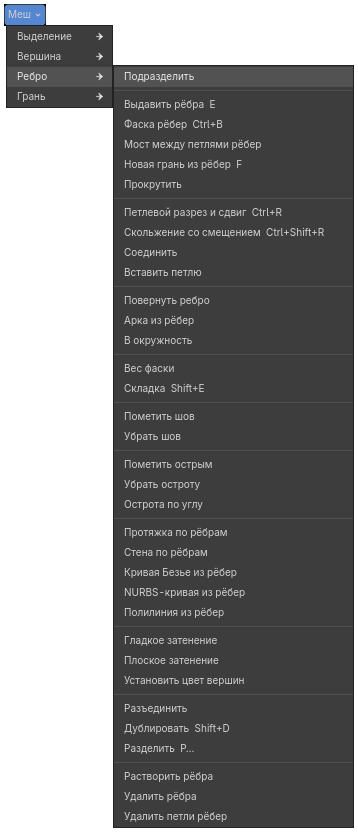 Меш
Выделение
Вершина
Ребро
Грань
Подразделить
Выдавить рёбра E
Фаска рёбер Ctrl+B
Мост между петлями рёбер
Новая грань из рёбер F
Прокрутить
Петлевой разрез и сдвиг Ctrl+R
Скольжение со смещением Ctrl+Shift+R
Соединить
Вставить петлю
Повернуть ребро
Арка из рёбер
В окружность
Вес фаски
Складка Shift+E
Пометить шов
Убрать шов
Пометить острым
Убрать остроту
Острота по углу
Протяжка по рёбрам
Стена по рёбрам
Кривая Безье из рёбер
NURBS-кривая из рёбер
Полилиния из рёбер
Гладкое затенение
Плоское затенение
Установить цвет вершин
Разъединить
Дублировать Shift+D
Разделить P...
Растворить рёбра
Удалить рёбра
Удалить петли рёбер